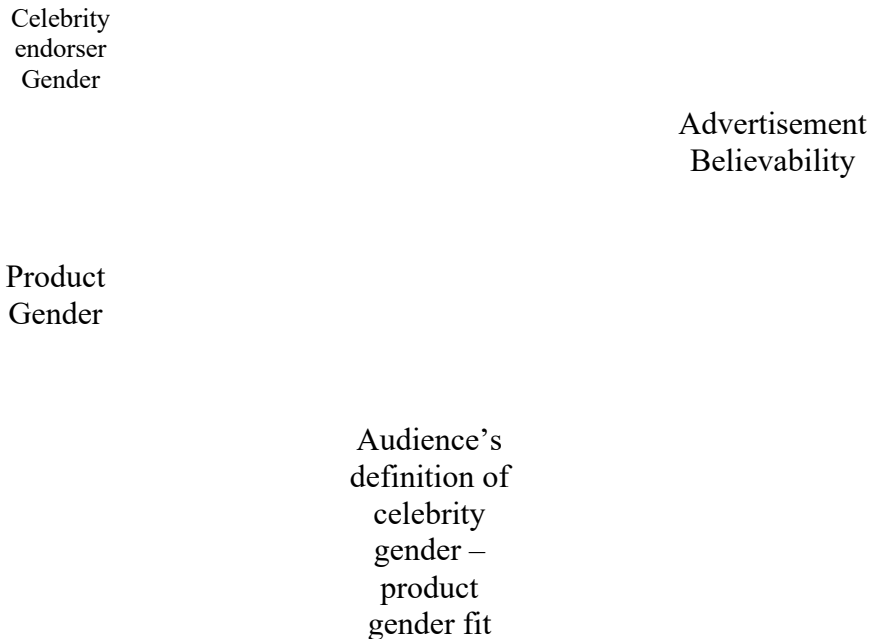 Celebrity
endorser
Gender
Advertisement
Believability
Product
Gender
Audience’s
definition of
celebrity
gender –
product
gender fit